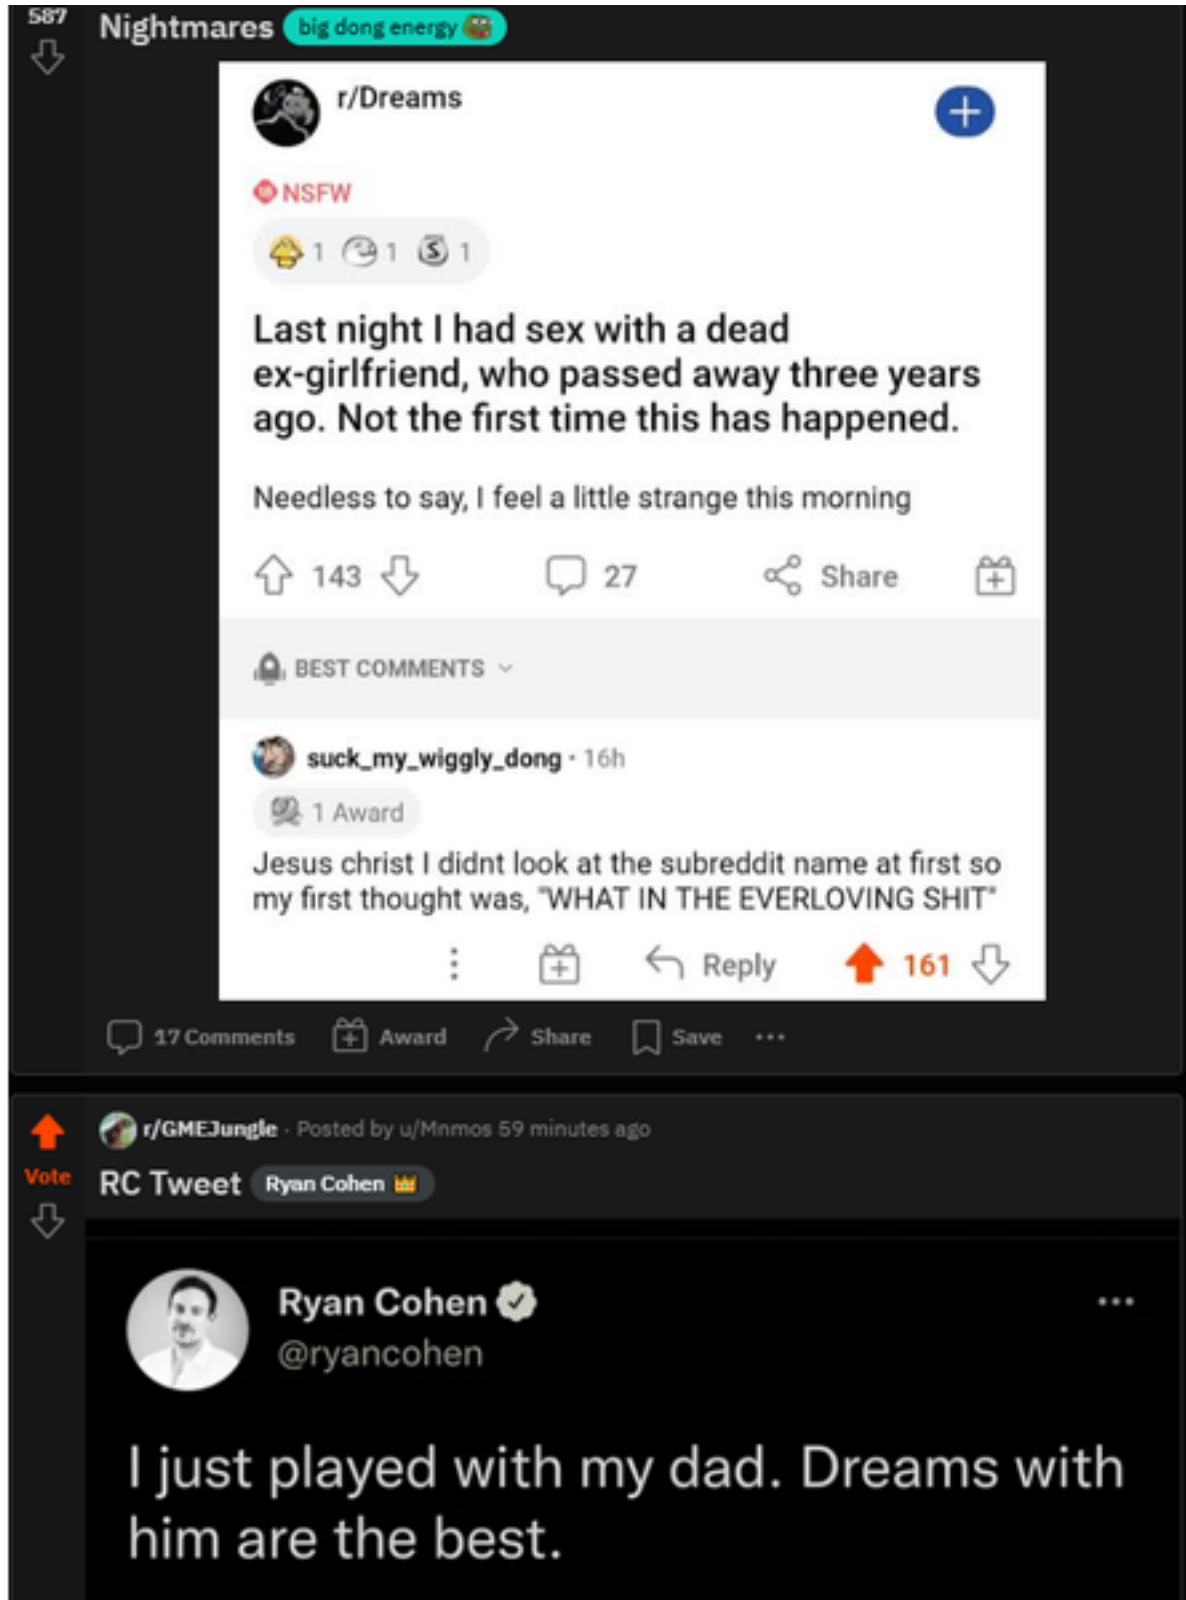 587
Nightmares big dong energy
r/Dreams
NSFW
1 1 1
Last night I had sex with a dead
ex-girlfriend, who passed away three years
ago. Not the first time this has happened.
Needless to say, I feel a little strange this morning
143 27 Share
BEST COMMENTS
suck_my_wiggly_dong · 16h
1 Award
Jesus christ I didnt look at the subreddit name at first so
my first thought was, "WHAT IN THE EVERLOVING SHIT"
Reply 161
17 Comments Award Share Save ...
r/GMEJungle · Posted by u/Mnmos 59 minutes ago
Vote
RC Tweet Ryan Cohen
Ryan Cohen
@ryancohen
I just played with my dad. Dreams with
him are the best.